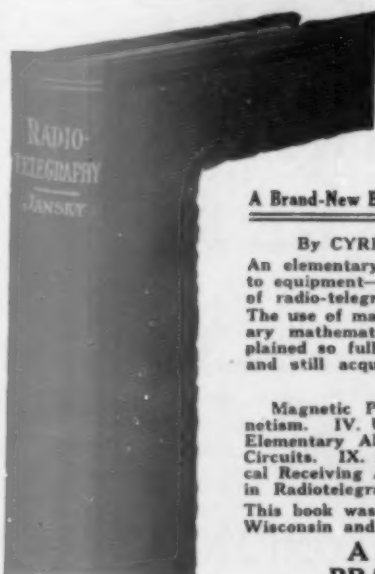 RADIO-
TELEGRAPHY
JANSKY
A Brand-New B
By CYRI
An elementary
to equipment—
of radio-telegr
The use of ma
ary mathemat
plained so full
and still acqu
Magnetic P
netism. IV. U
Elementary Al
Circuits. IX.
cal Receiving
in Radiotelegra
This book was
Wisconsin and
A
BRA